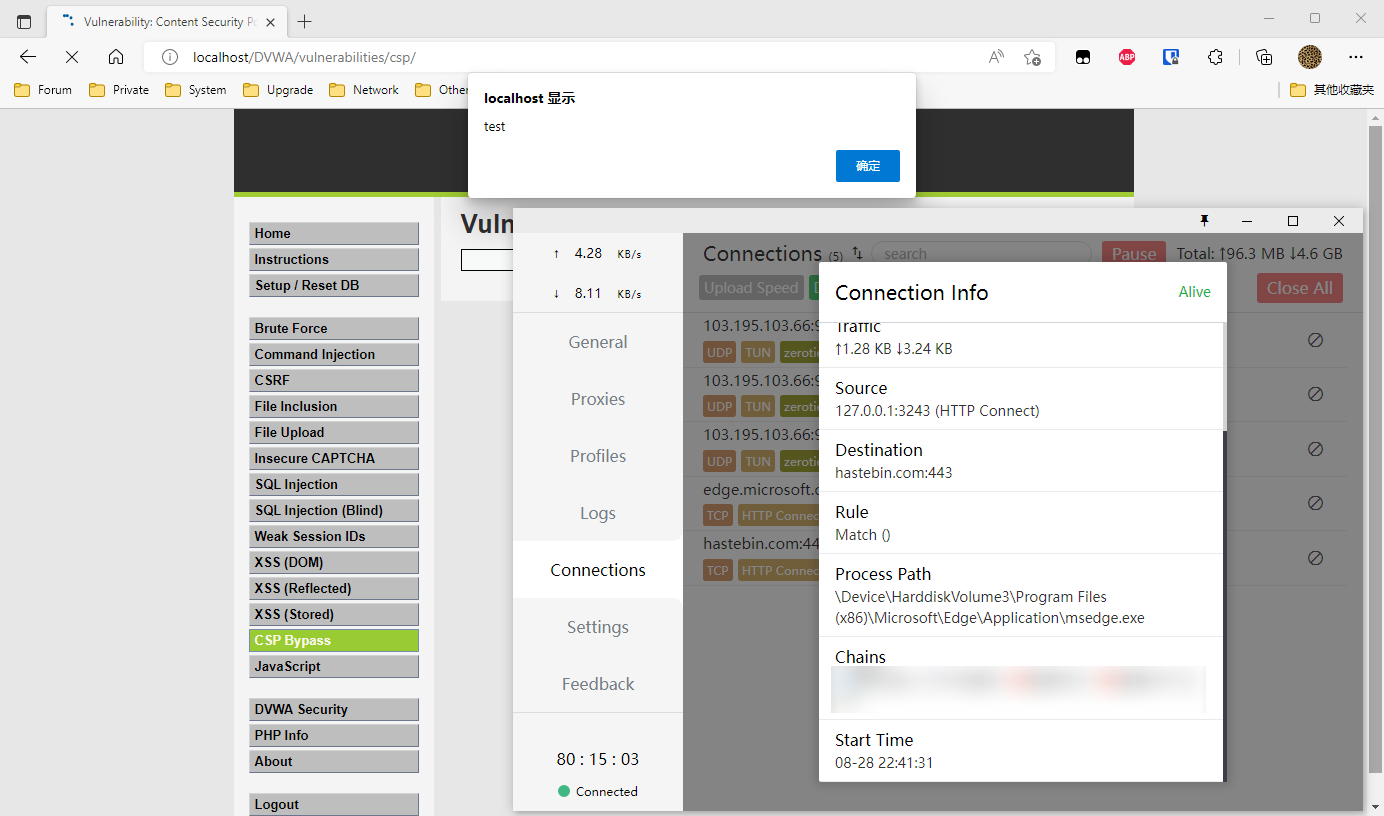 Vulnerability: Content Security Po
localhost/DVWA/vulnerabilities/csp/
ABP
Forum
Private
System
Upgrade
Network
Other
其他收藏夹
localhost 显示
test
确定
Home
Instructions
Setup / Reset DB
Brute Force
Command Injection
CSRF
File Inclusion
File Upload
Insecure CAPTCHA
SQL Injection
SQL Injection (Blind)
Weak Session IDs
XSS (DOM)
XSS (Reflected)
XSS (Stored)
CSP Bypass
JavaScript
DVWA Security
PHP Info
About
Logout
Vuln
↑ 4.28 KB/s
↓ 8.11 KB/s
General
Proxies
Profiles
Logs
Connections
Settings
Feedback
80 : 15 : 03
Connected
Connections (5)
search
Pause
Total: ↑96.3 MB ↓4.6 GB
Upload Speed
Close All
103.195.103.66:9
UDP TUN zerotie
103.195.103.66:9
UDP TUN zerotie
103.195.103.66:9
UDP TUN zerotie
edge.microsoft.c
TCP HTTP Connec
hastebin.com:44
TCP HTTP Connec
Connection Info
Alive
Traffic
↑1.28 KB ↓3.24 KB
Source
127.0.0.1:3243 (HTTP Connect)
Destination
hastebin.com:443
Rule
Match ()
Process Path
\Device\HarddiskVolume3\Program Files
(x86)\Microsoft\Edge\Application\msedge.exe
Chains
Start Time
08-28 22:41:31